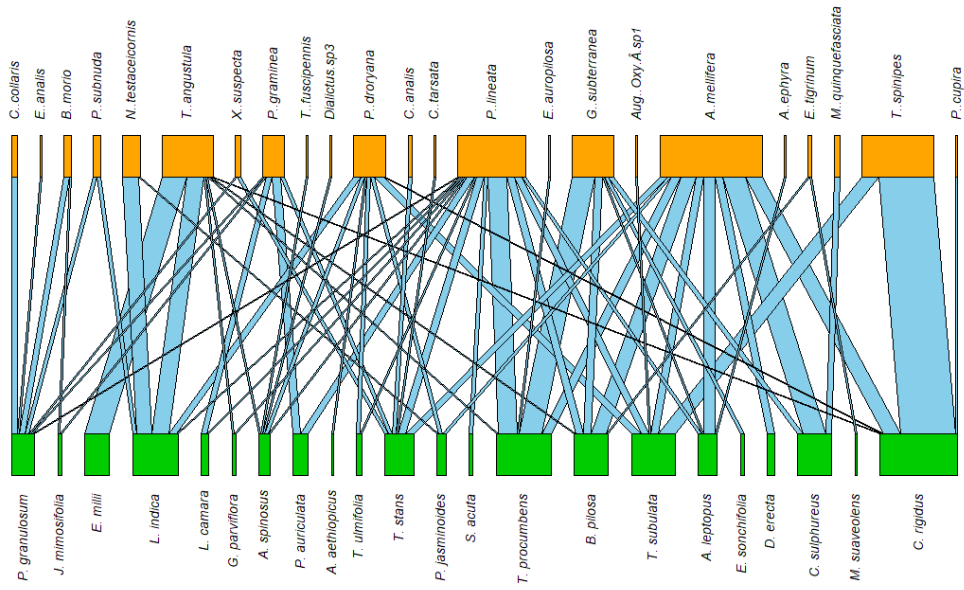 C..collaris
E..analis
B..morio
P..subnuda
N..testaceicornis
T..angustula
X..suspecta
P..graminea
T..fuscipennis
Dialictus.sp3
P..droryana
C..analis
C..tarsata
P..lineata
E..auropilosa
G..subterranea
Aug..Oxy.Â.sp1
A..mellifera
A..ephyra
E..tigrinum
M..quinquefasciata
T..spinipes
P...cupira
P. granulosum
J. mimosifolia
E. milii
L. indica
L. camara
G. parviflora
A. spinosus
P. auriculata
A. aethiopicus
T. ulmifolia
T. stans
P. jasminoides
S. acuta
T. procumbens
B. pilosa
T. subulata
A. leptopus
E. sonchifolia
D. erecta
C. sulphureus
M. suaveolens
C. rigidus